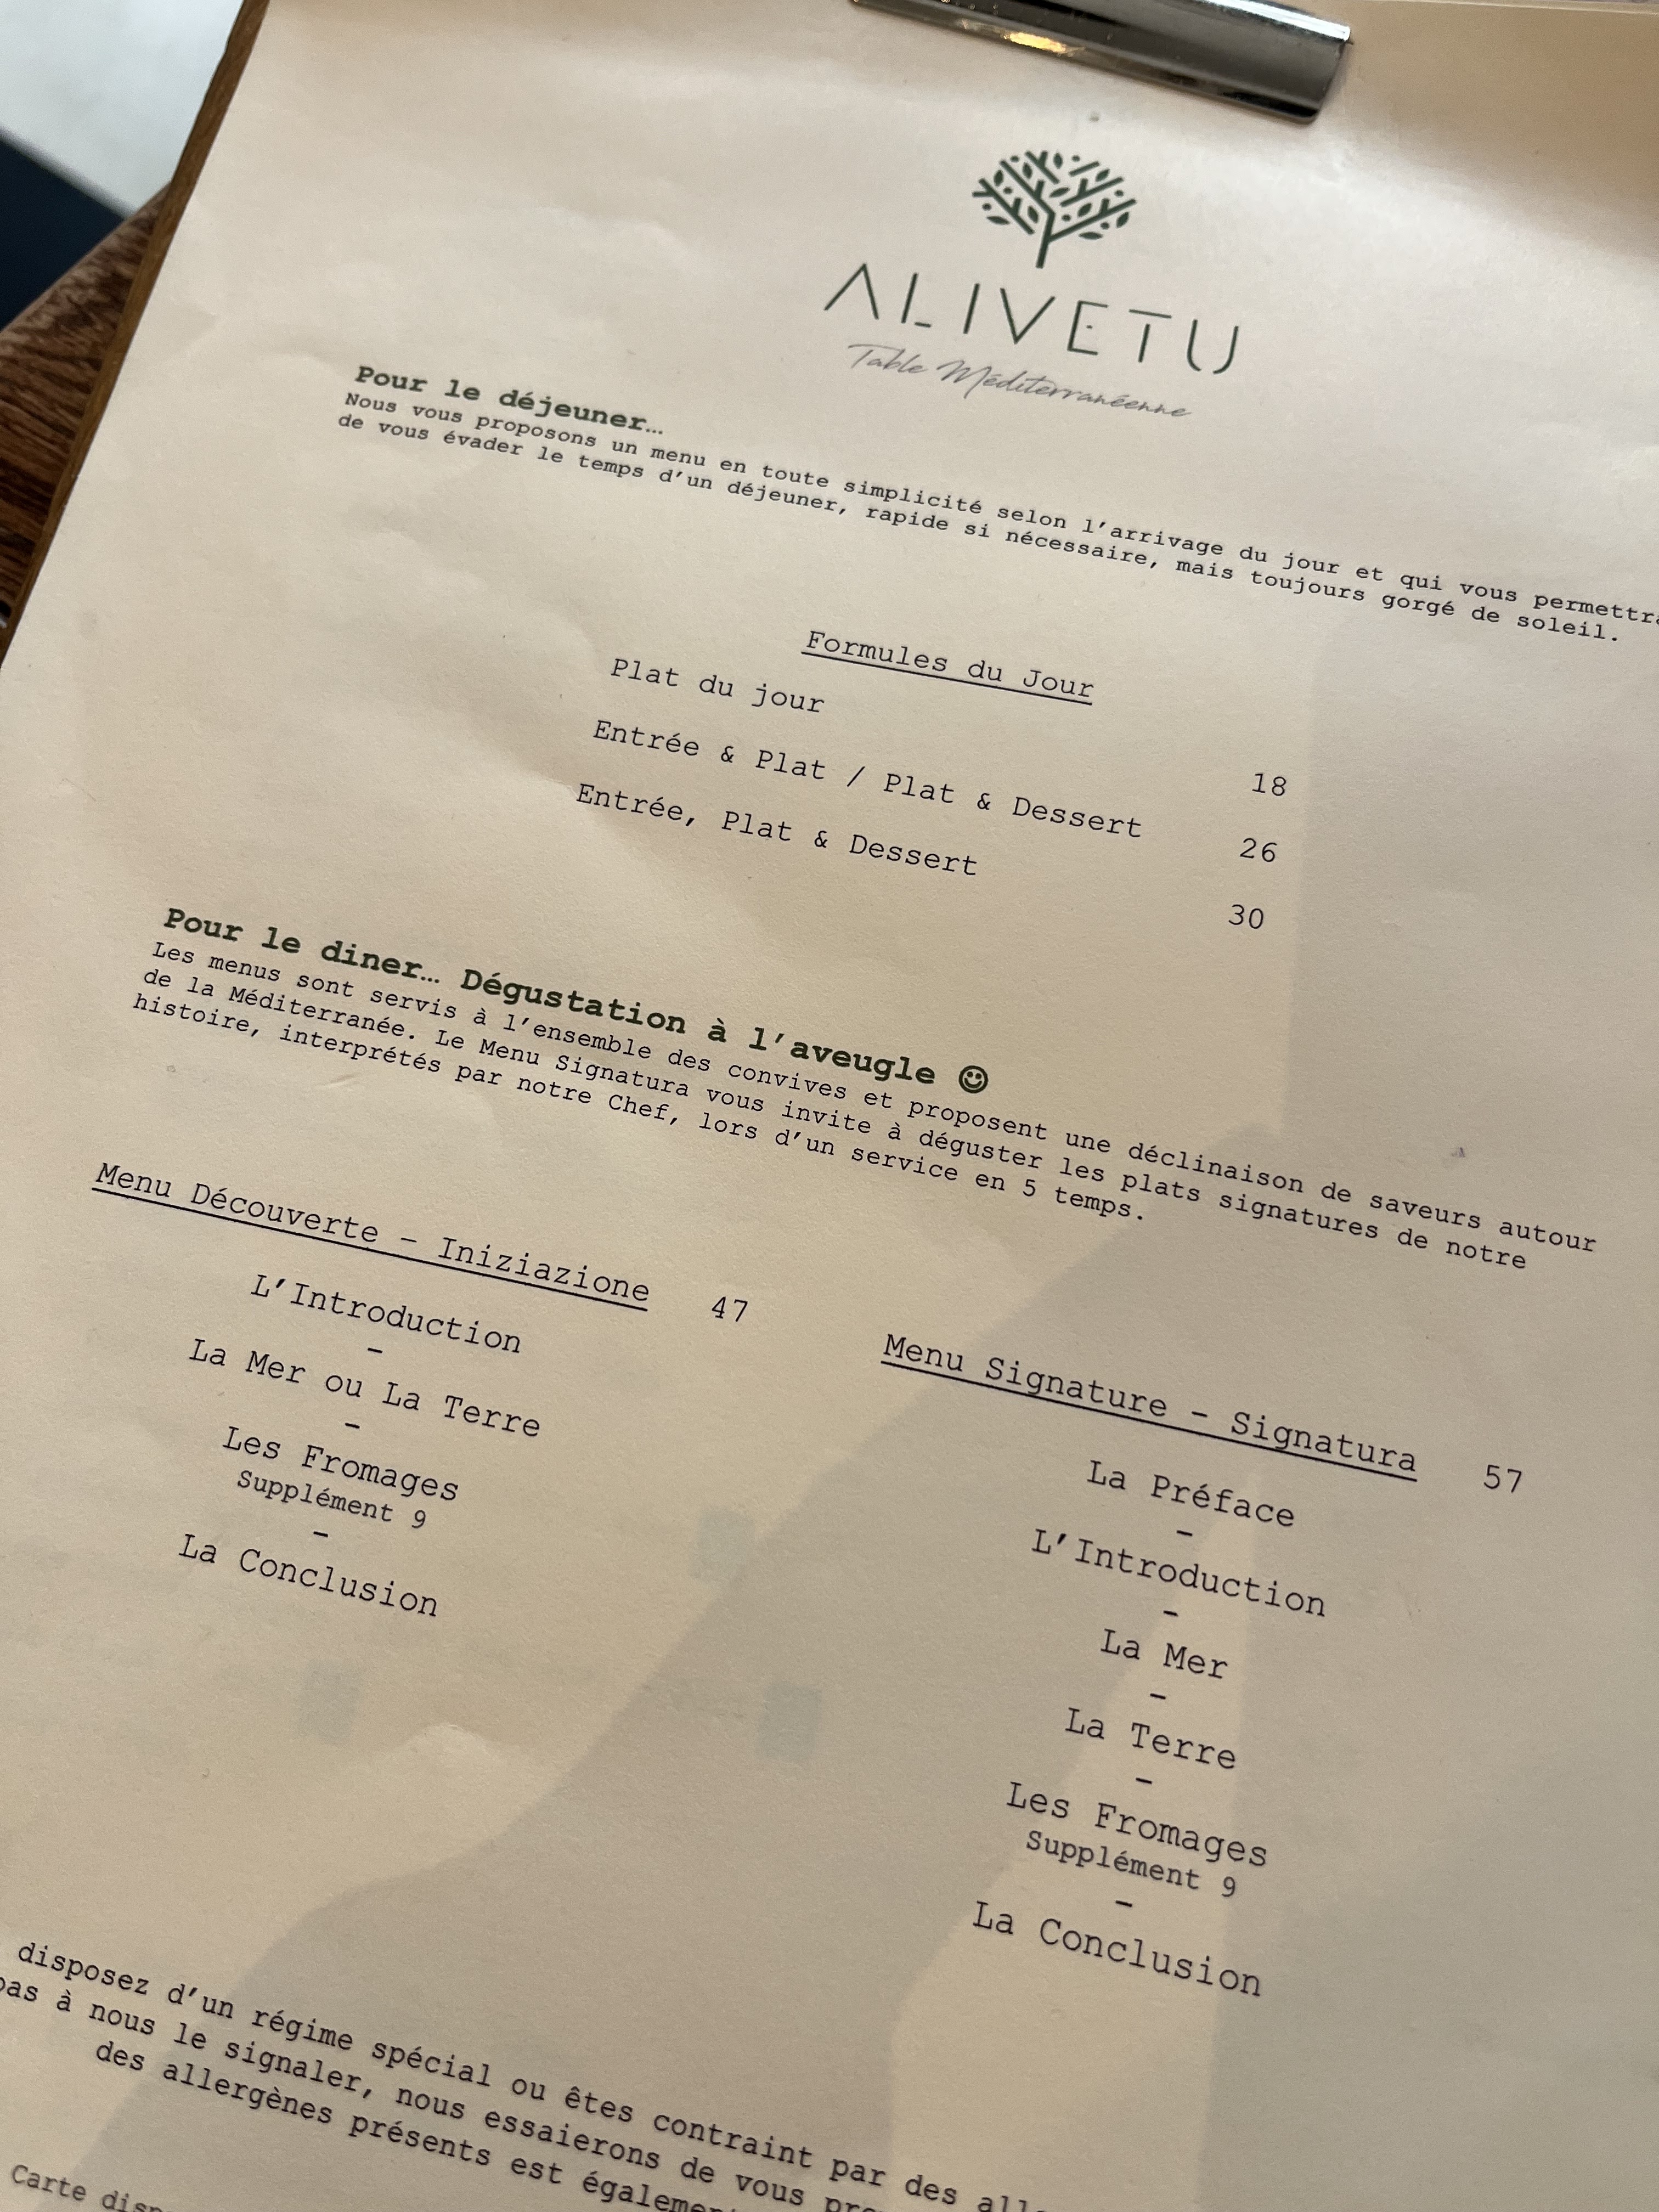 ALIVETU
Table Méditerranéenne
Pour le déjeuner…
Nous vous proposons un menu en toute simplicité selon l'arrivage du jour et qui vous
de vous évader le temps d'un déjeuner, rapide si nécessaire, mais toujours gorgé de soleil.
Formules du Jour
Plat du jour 18
Entrée & Plat / Plat & Dessert 26
Entrée, Plat & Dessert 30
Pour le diner… Dégustation à l'aveugle ☺
Les menus sont servis à l'ensemble des convives et proposent une déclinaison de saveurs autour
de la Méditerranée. Le Menu Signatura vous invite à déguster les plats signatures de notre
histoire, interprétés par notre Chef, lors d'un service en 5 temps.
Menu Découverte – Iniziazione 47
L'Introduction
–
La Mer ou La Terre
–
Les Fromages
Supplément 9
–
La Conclusion
Menu Signature – Signatura 57
La Préface
–
L'Introduction
–
La Mer
–
La Terre
–
Les Fromages
Supplément 9
–
La Conclusion
disposez d'un régime spécial ou êtes contraint par des
pas à nous le signaler, nous essaierons de vous
des allergènes présents est
Carte